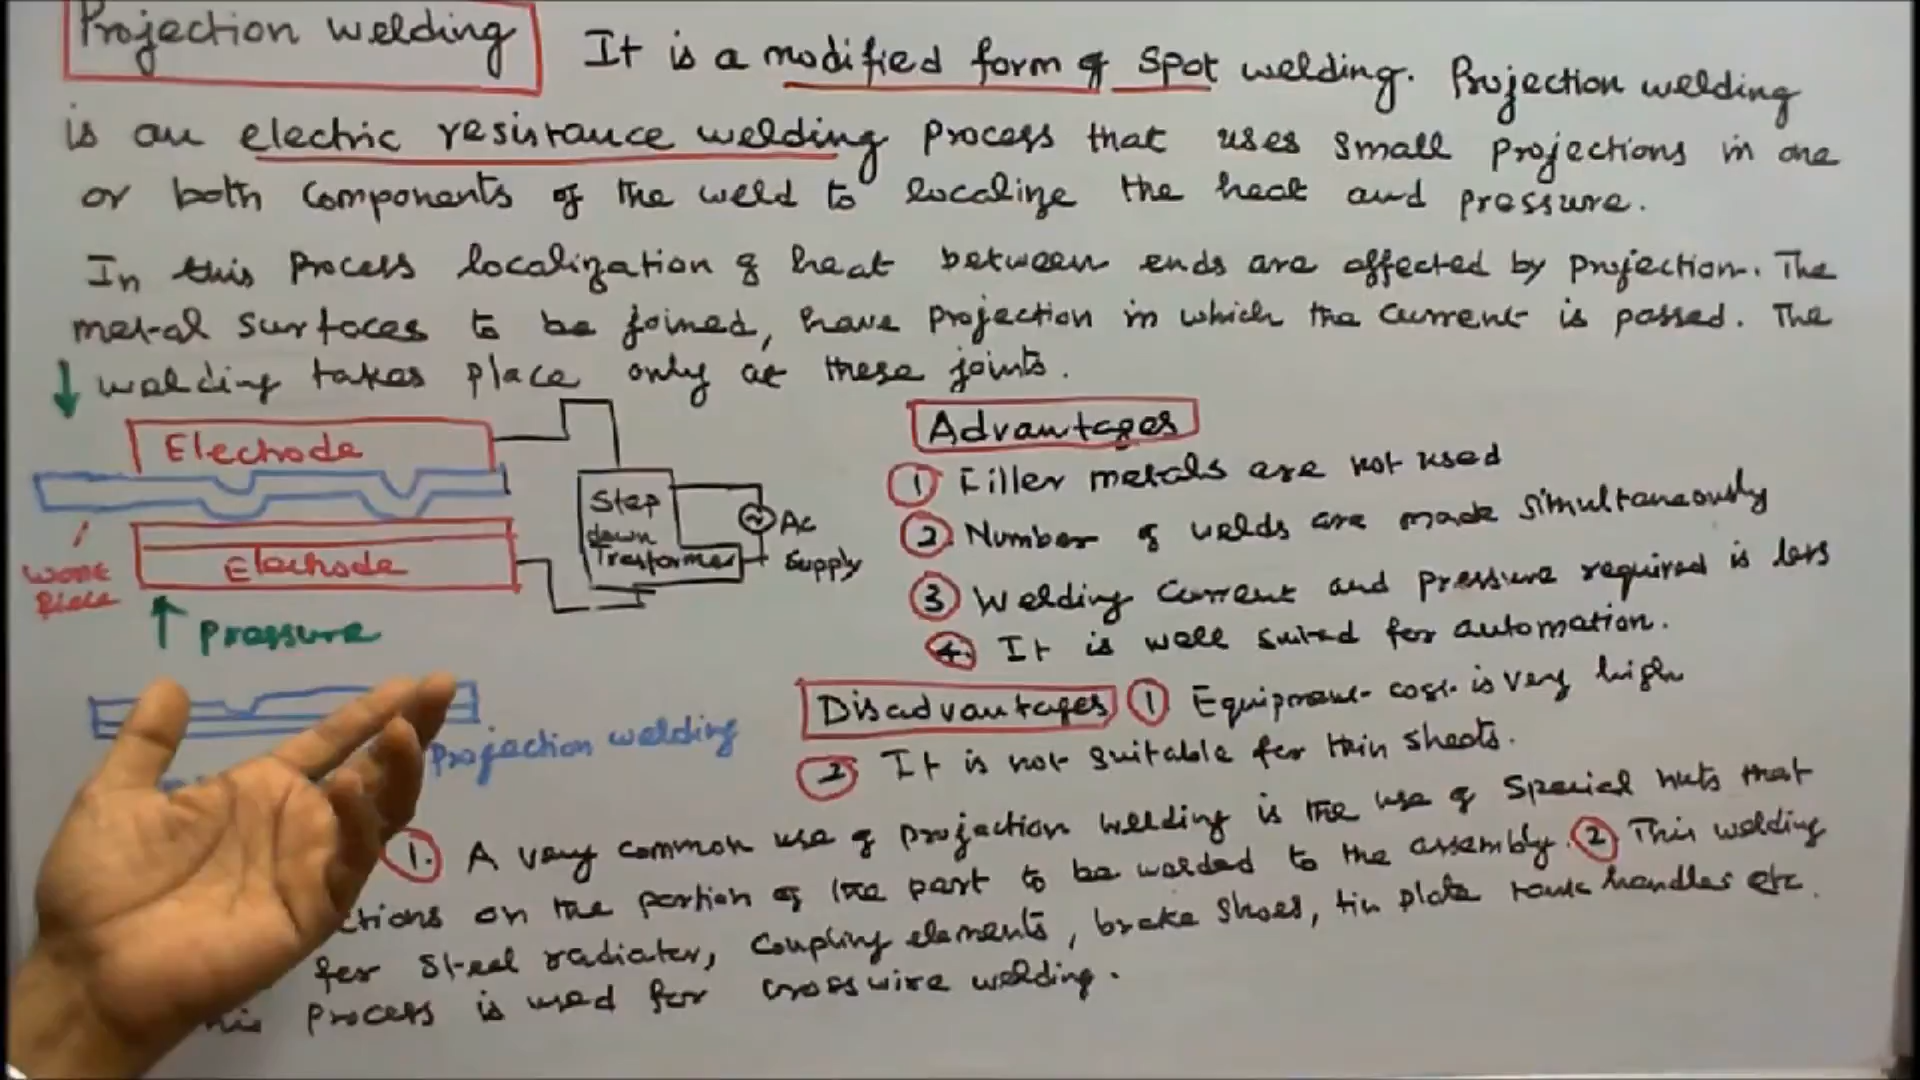 Projection welding It is a modified form of spot welding. Projection welding
is an electric resistance welding process that uses small projections in one
or both components of the weld to localize the heat and pressure.
In this process localization of heat between ends are affected by projection. The
metal surfaces to be joined, have projection in which the current is passed. The
welding takes place only at these joints.
Electrode
Step
down
Trasformer
Ac
Supply
Electrode
Work
Piece
Pressure
Projection welding
Advantages
1 Filler metals are not used
2 Number of welds are made simultaneously
3 Welding current and pressure required is less
4. It is well suited for automation.
Disadvantages 1 Equipment cost is very high
2 It is not suitable for thin sheets.
1. A very common use of projection welding is the use of special nuts that
ctions on the portion of the part to be welded to the assembly. 2 This welding
for steel radiator, coupling elements, brake shoes, tin plate tank handles etc.
his process is used for crosswire welding.